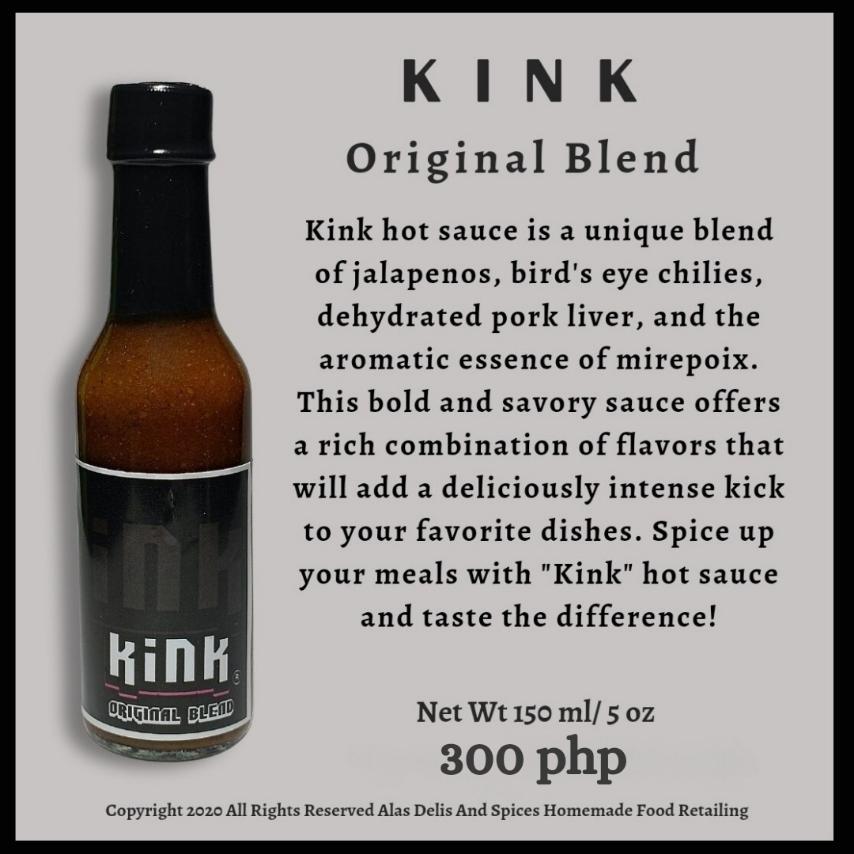 KINK
Original Blend
Kink hot sauce is a unique blend
of jalapenos, bird's eye chilies,
dehydrated pork liver, and the
aromatic essence of mirepoix.
This bold and savory sauce offers
a rich combination of flavors that
will add a deliciously intense kick
to your favorite dishes. Spice up
your meals with "Kink" hot sauce
and taste the difference!
ink
kink ®
ORIGINAL BLEND
Net Wt 150 ml/ 5 oz
300 php
Copyright 2020 All Rights Reserved Alas Delis And Spices Homemade Food Retailing